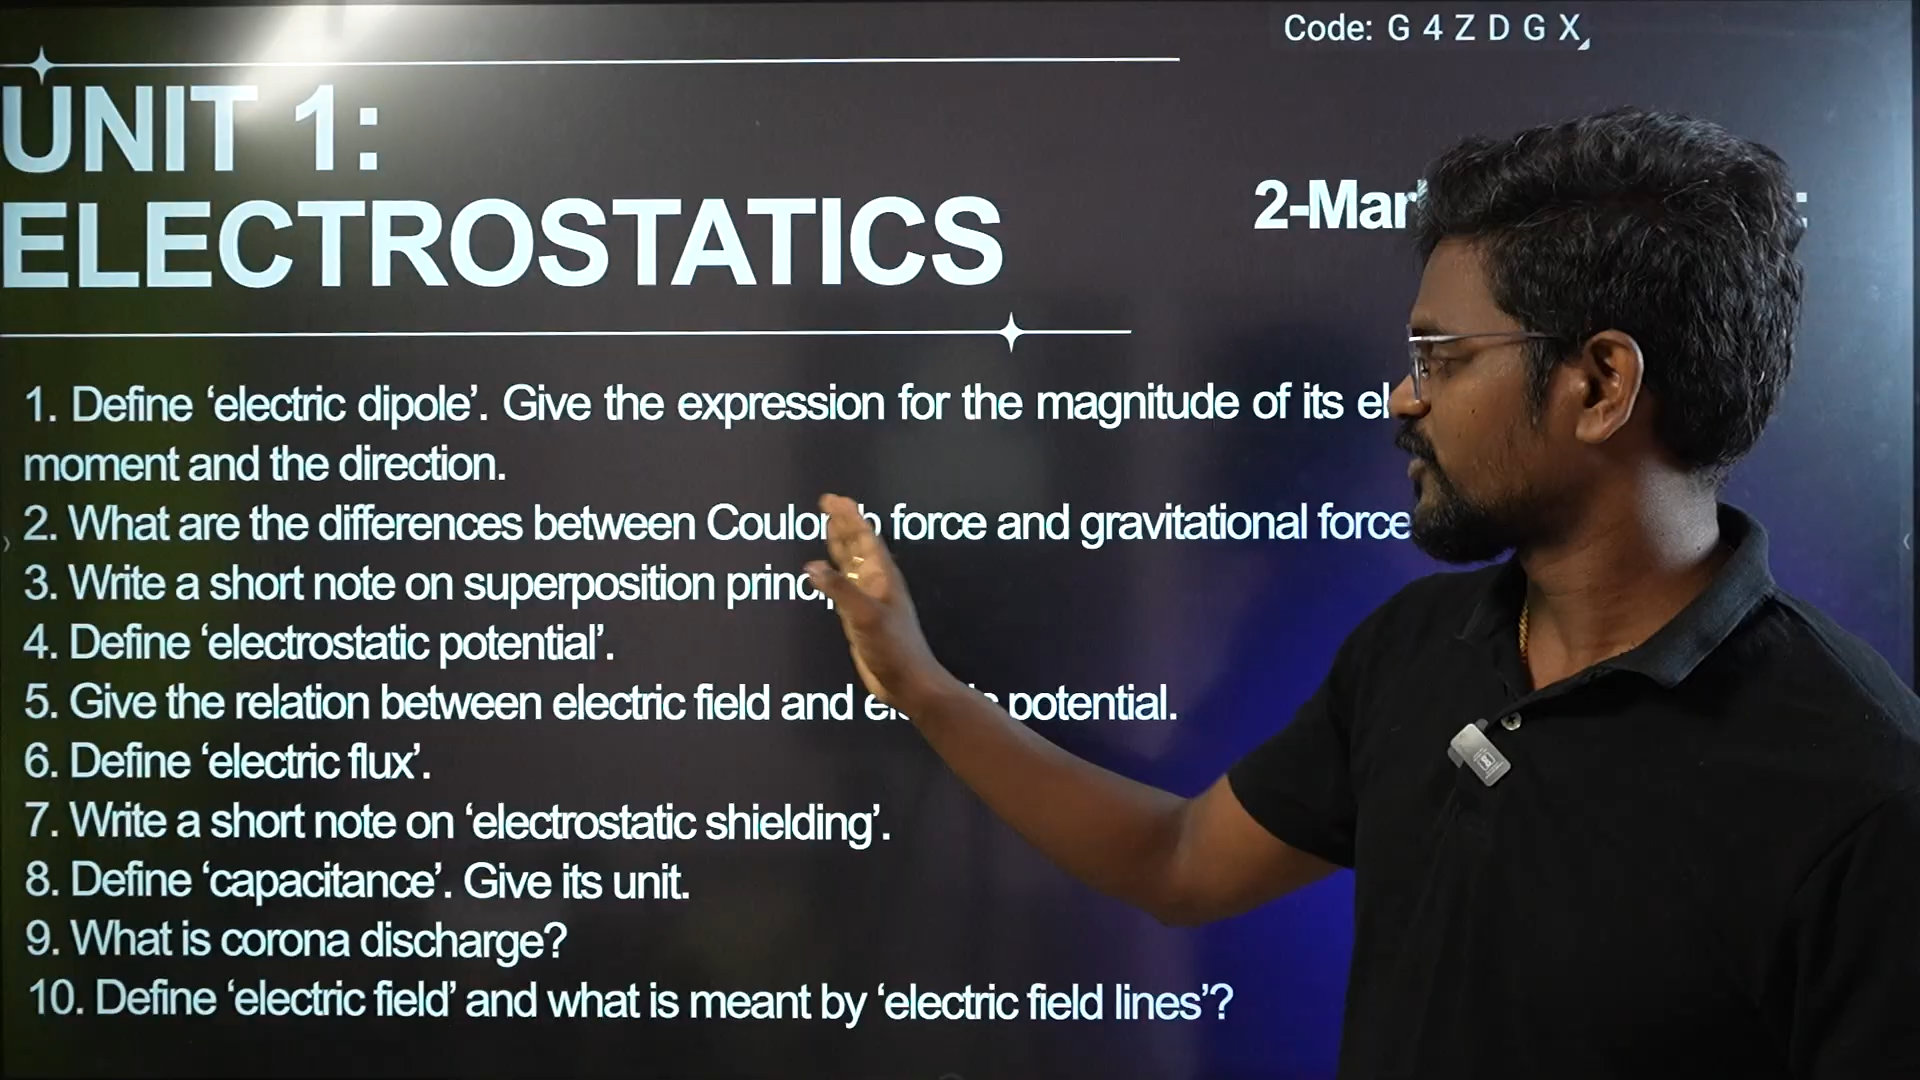 Code: G 4 Z D G X
UNIT 1:
ELECTROSTATICS
2-Mar
1. Define ‘electric dipole’. Give the expression for the magnitude of its
moment and the direction.
2. What are the differences between force and gravitational force
3. Write a short note on superposition
4. Define ‘electrostatic potential’.
5. Give the relation between electric field and potential.
6. Define ‘electric flux’.
7. Write a short note on ‘electrostatic shielding’.
8. Define ‘capacitance’. Give its unit.
9. What is corona discharge?
10. Define ‘electric field’ and what is meant by ‘electric field lines’?